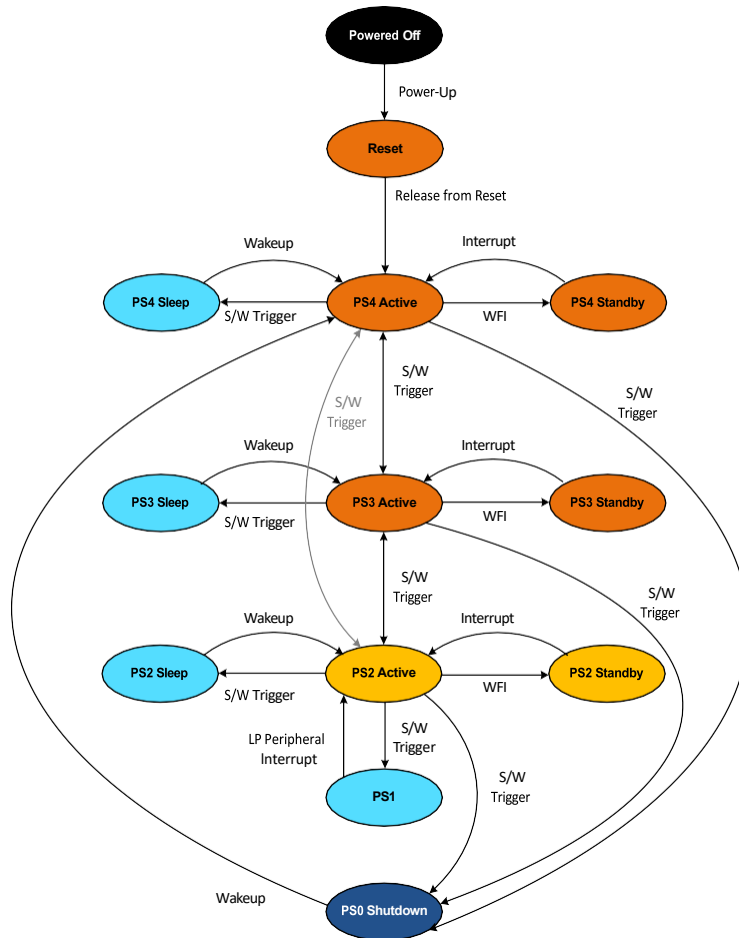 Powered Off
Power-Up
Reset
Release from Reset
Wakeup
Interrupt
PS4 Sleep
PS4 Active
PS4 Standby
S/W Trigger
WFI
S/W
Trigger
S/W
Trigger
S/W
Trigger
Wakeup
Interrupt
PS3 Sleep
PS3 Active
PS3 Standby
S/W Trigger
WFI
S/W
Trigger
S/W
Trigger
Wakeup
Interrupt
PS2 Sleep
PS2 Active
PS2 Standby
S/W Trigger
WFI
LP Peripheral
Interrupt
S/W
Trigger
S/W
Trigger
PS1
Wakeup
PS0 Shutdown